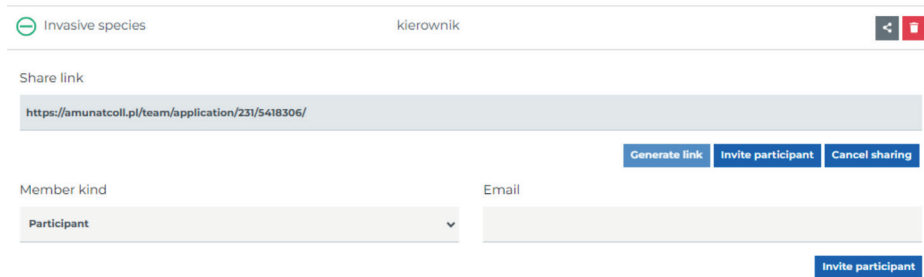 Invasive species kierownik
Share link
https://amunatcoll.pl/team/application/231/5418306/
Generate link Invite participant Cancel sharing
Member kind Email
Participant
Invite participant